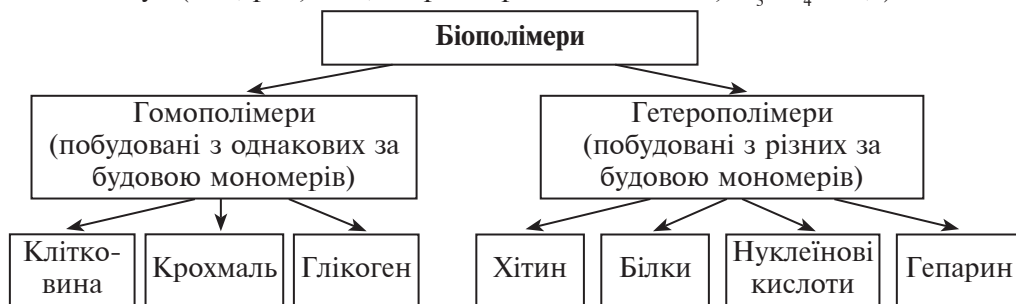 Біополімери
Гомополімери
(побудовані з однакових за
будовою мономерів)
Гетерополімери
(побудовані з різних за
будовою мономерів)
Клітко-
вина
Крохмаль
Глікоген
Хітин
Білки
Нуклеїнові
кислоти
Гепарин